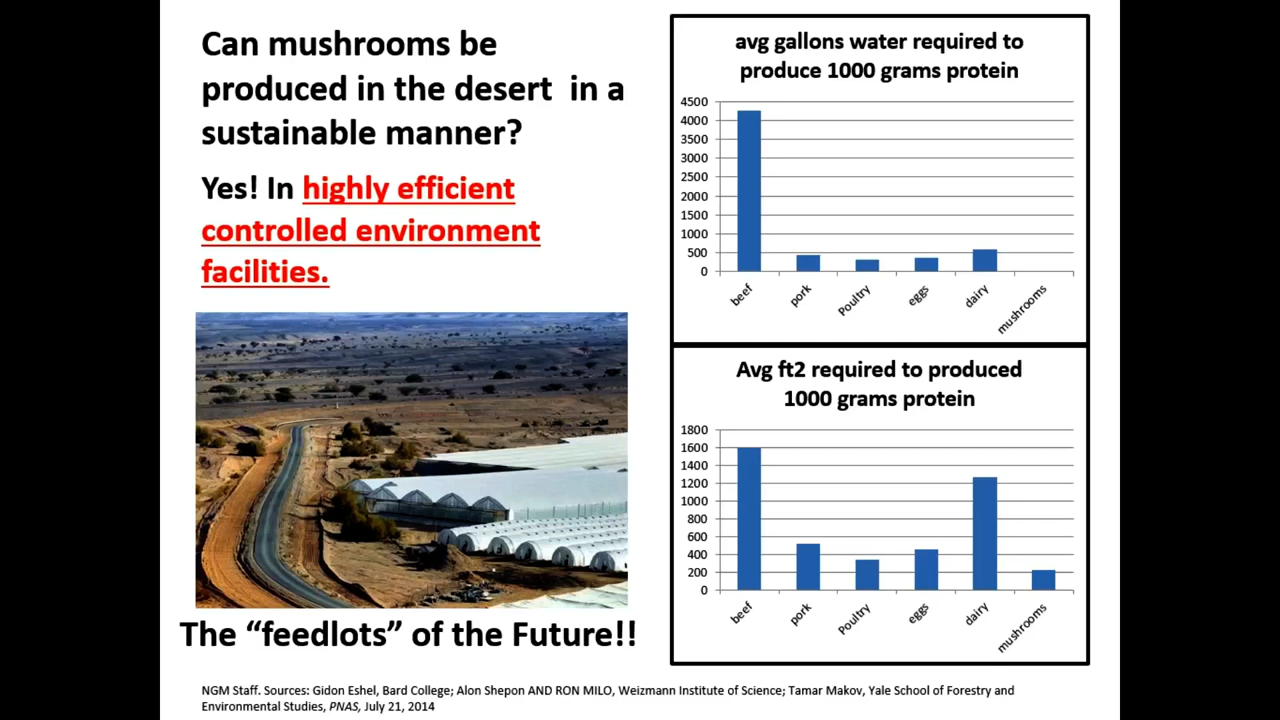 Can mushrooms be
produced in the desert  in a
sustainable manner?
Yes! In highly efficient
controlled environment
facilities.
The “feedlots” of the Future!!
avg gallons water required to
produce 1000 grams protein
4500
4000
3500
3000
2500
2000
1500
1000
500
0
beef
pork
Poultry
eggs
dairy
mushrooms
Avg ft2 required to produced
1000 grams protein
1800
1600
1400
1200
1000
800
600
400
200
0
beef
pork
Poultry
eggs
dairy
mushrooms
NGM Staff. Sources: Gidon Eshel, Bard College; Alon Shepon AND RON MILO, Weizmann Institute of Science; Tamar Makov, Yale School of Forestry and
Environmental Studies, PNAS, July 21, 2014